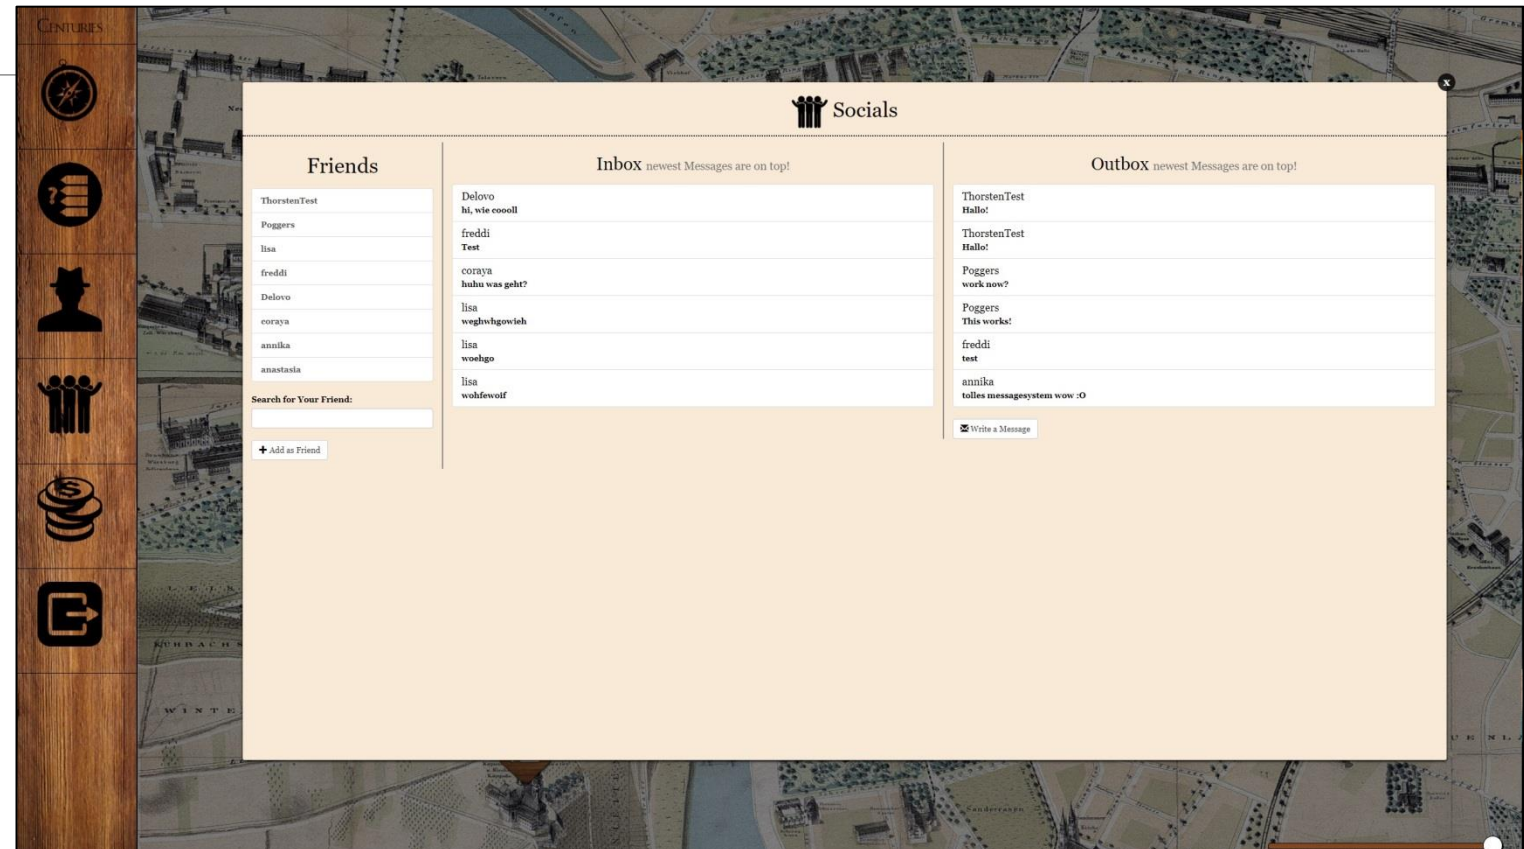 CENTURIES
Socials
x
Friends
ThorstenTest
Poggers
lisa
freddi
Delovo
coraya
annika
anastasia
Search for Your Friend:
Add as Friend
Inbox newest Messages are on top!
Delovo
hi, wie coooll
freddi
Test
coraya
huhu was geht?
lisa
weghwhgowieh
lisa
woehgo
lisa
wohfewoif
Outbox newest Messages are on top!
ThorstenTest
Hallo!
ThorstenTest
Hallo!
Poggers
work now?
Poggers
This works!
freddi
test
annika
tolles messagesystem wow :O
Write a Message